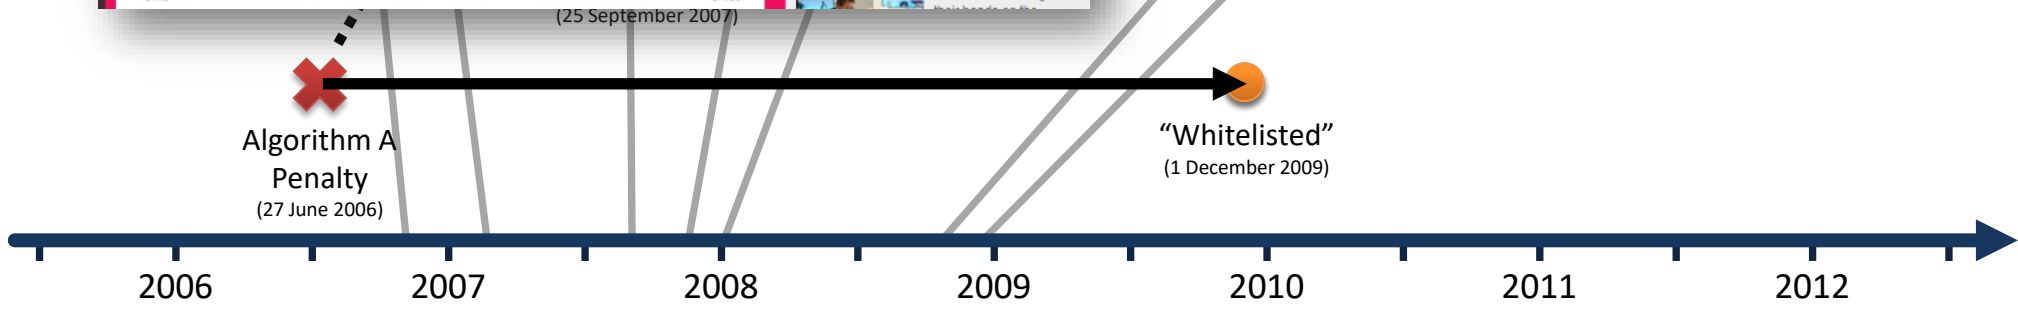 (25 September 2007)
Algorithm A
Penalty
(27 June 2006)
“Whitelisted”
(1 December 2009)
2006 2007 2008 2009 2010 2011 2012